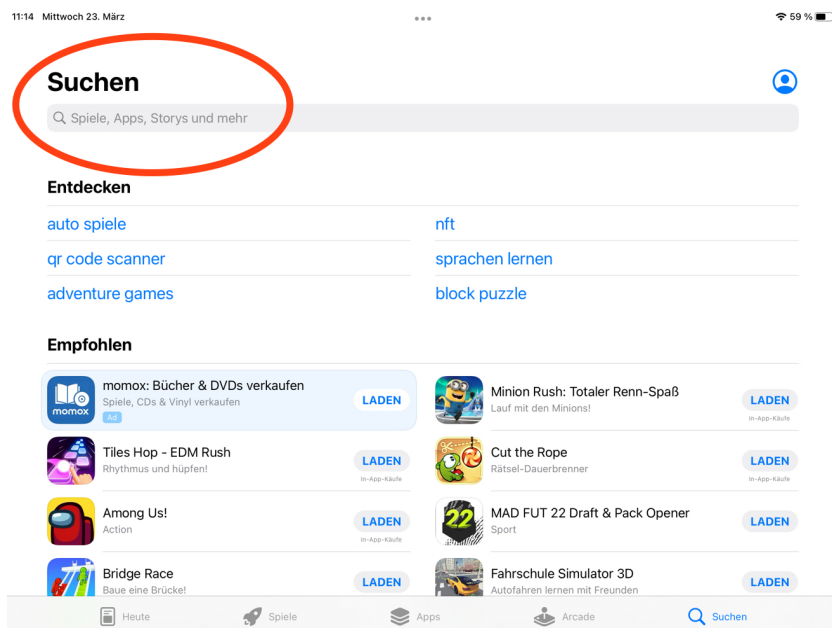 11:14 Mittwoch 23. März
59 %
Suchen
Spiele, Apps, Storys und mehr
Entdecken
auto spiele
nft
qr code scanner
sprachen lernen
adventure games
block puzzle
Empfohlen
momox
momox: Bücher & DVDs verkaufen
Spiele, CDs & Vinyl verkaufen
Ad
LADEN
Minion Rush: Totaler Renn-Spaß
Lauf mit den Minions!
LADEN
In-App-Käufe
Tiles Hop - EDM Rush
Rhythmus und hüpfen!
LADEN
In-App-Käufe
Cut the Rope
Rätsel-Dauerbrenner
LADEN
In-App-Käufe
Among Us!
Action
LADEN
In-App-Käufe
22
MAD FUT 22 Draft & Pack Opener
Sport
LADEN
Bridge Race
Baue eine Brücke!
LADEN
Fahrschule Simulator 3D
Autofahren lernen mit Freunden
LADEN
Heute
Spiele
Apps
Arcade
Suchen